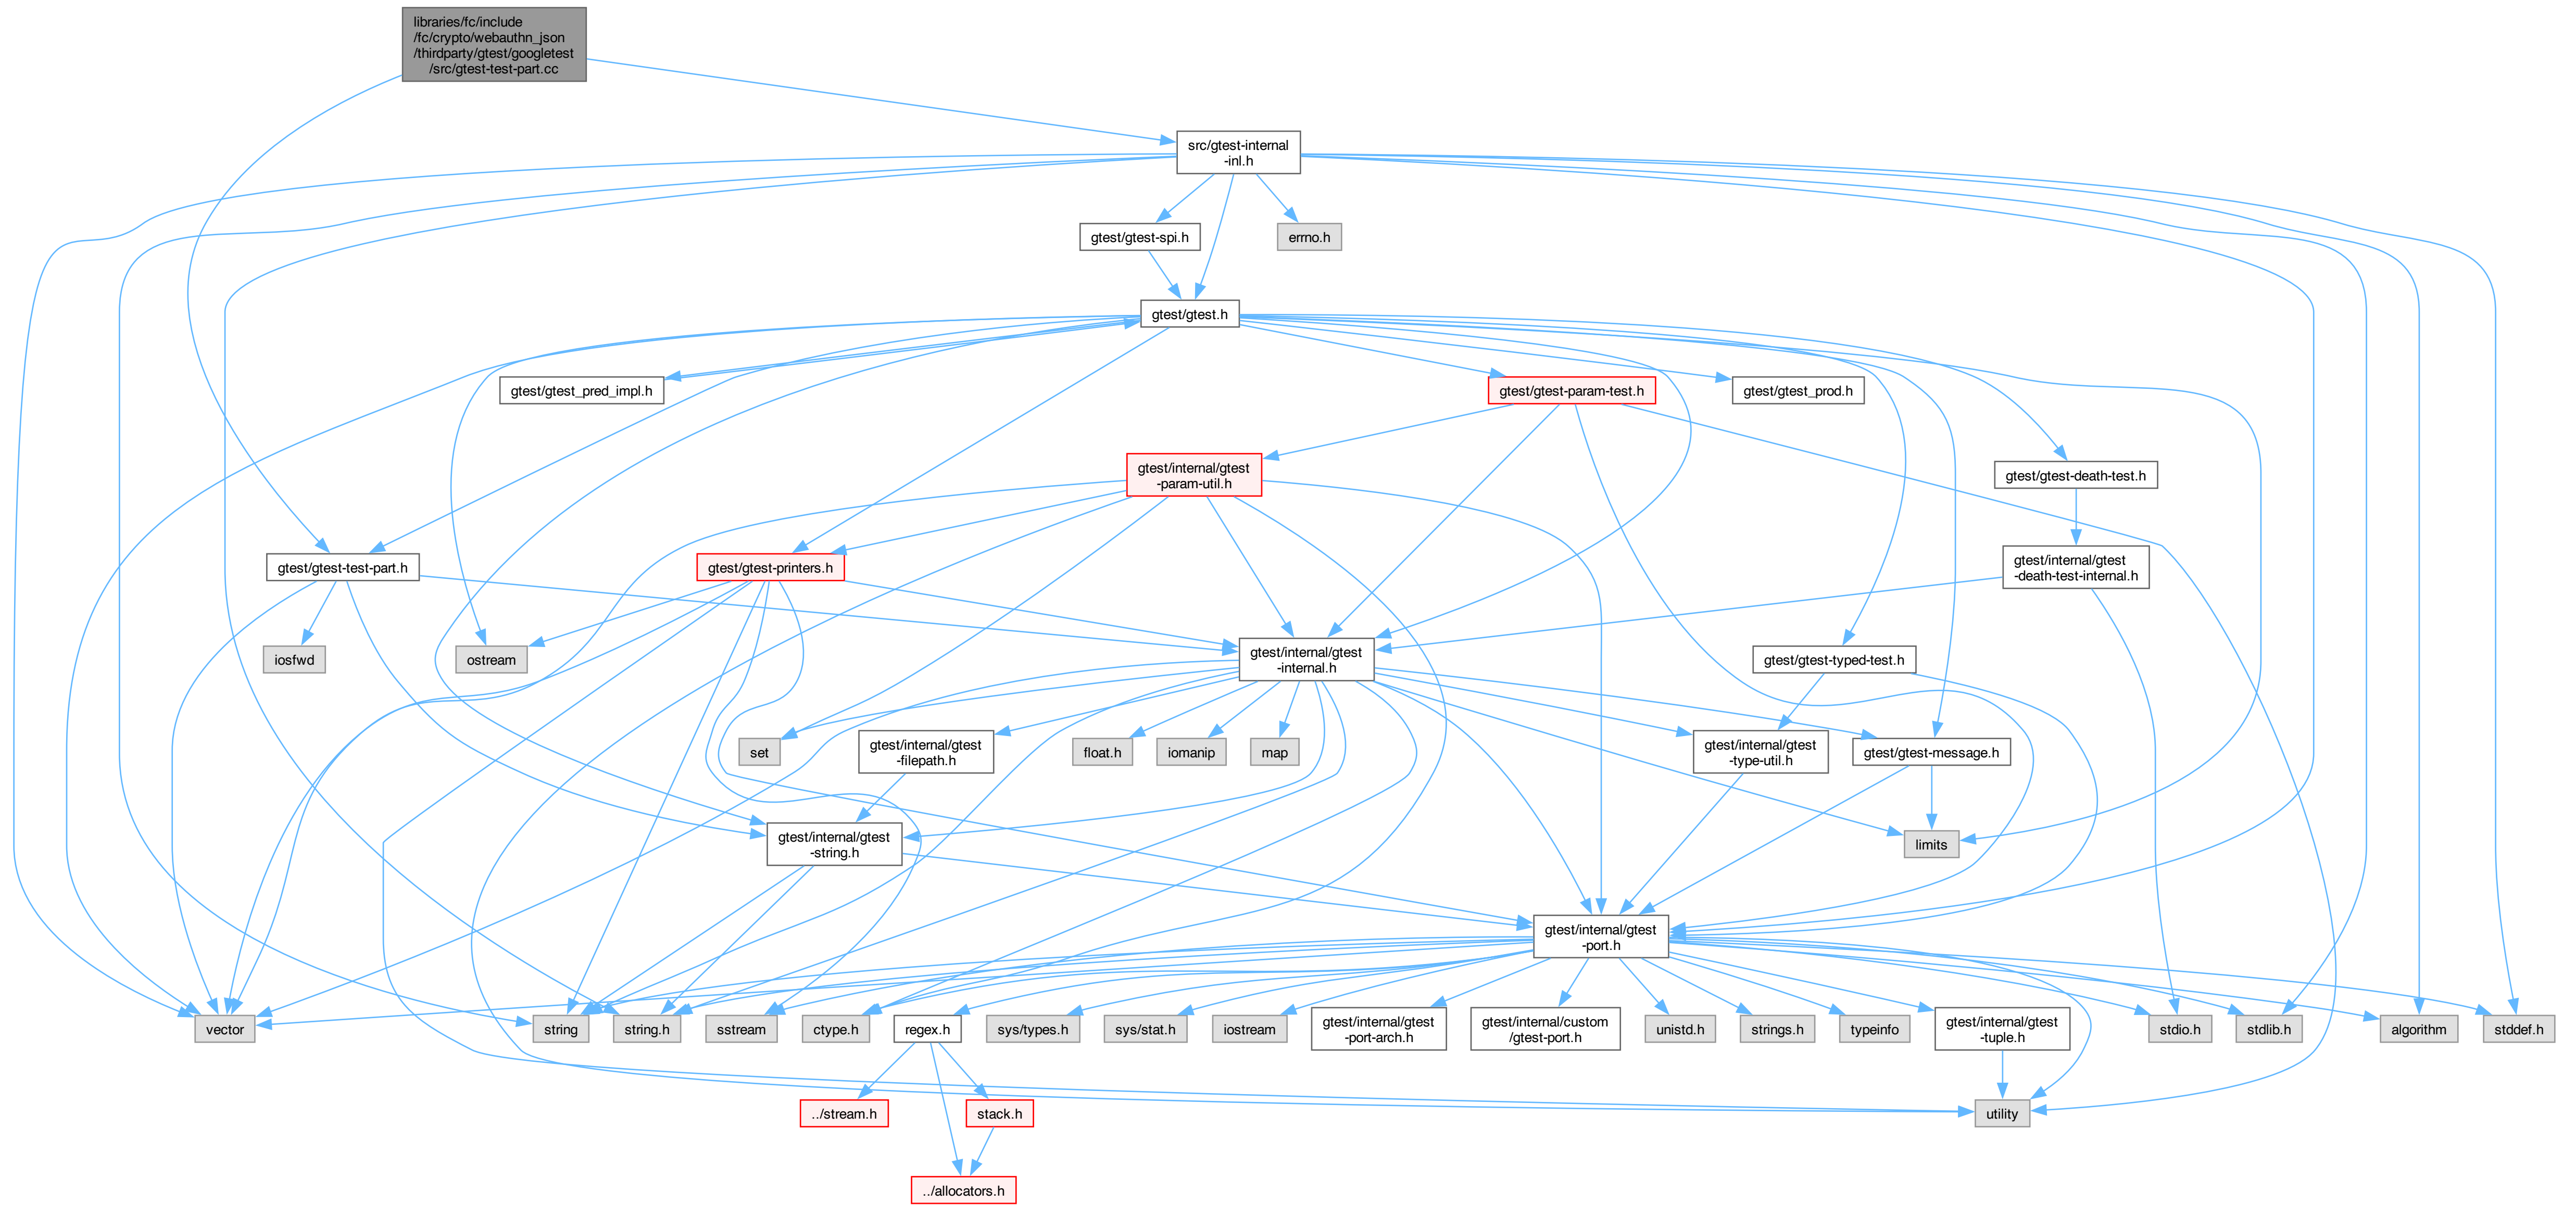 libraries/fc/include
/fc/crypto/webauthn_json
/thirdparty/gtest/googletest
/src/gtest-test-part.cc
src/gtest-internal
-inl.h
gtest/gtest-spi.h
errno.h
gtest/gtest.h
gtest/gtest_pred_impl.h
gtest/gtest-param-test.h
gtest/gtest_prod.h
gtest/internal/gtest
-param-util.h
gtest/gtest-death-test.h
gtest/gtest-test-part.h
gtest/gtest-printers.h
gtest/internal/gtest
-death-test-internal.h
iosfwd
ostream
gtest/internal/gtest
-internal.h
gtest/gtest-typed-test.h
set
gtest/internal/gtest
-filepath.h
float.h
iomanip
map
gtest/internal/gtest
-type-util.h
gtest/gtest-message.h
gtest/internal/gtest
-string.h
limits
gtest/internal/gtest
-port.h
vector
string
string.h
sstream
ctype.h
regex.h
sys/types.h
sys/stat.h
iostream
gtest/internal/gtest
-port-arch.h
gtest/internal/custom
/gtest-port.h
unistd.h
strings.h
typeinfo
gtest/internal/gtest
-tuple.h
stdio.h
stdlib.h
algorithm
stddef.h
../stream.h
stack.h
utility
../allocators.h